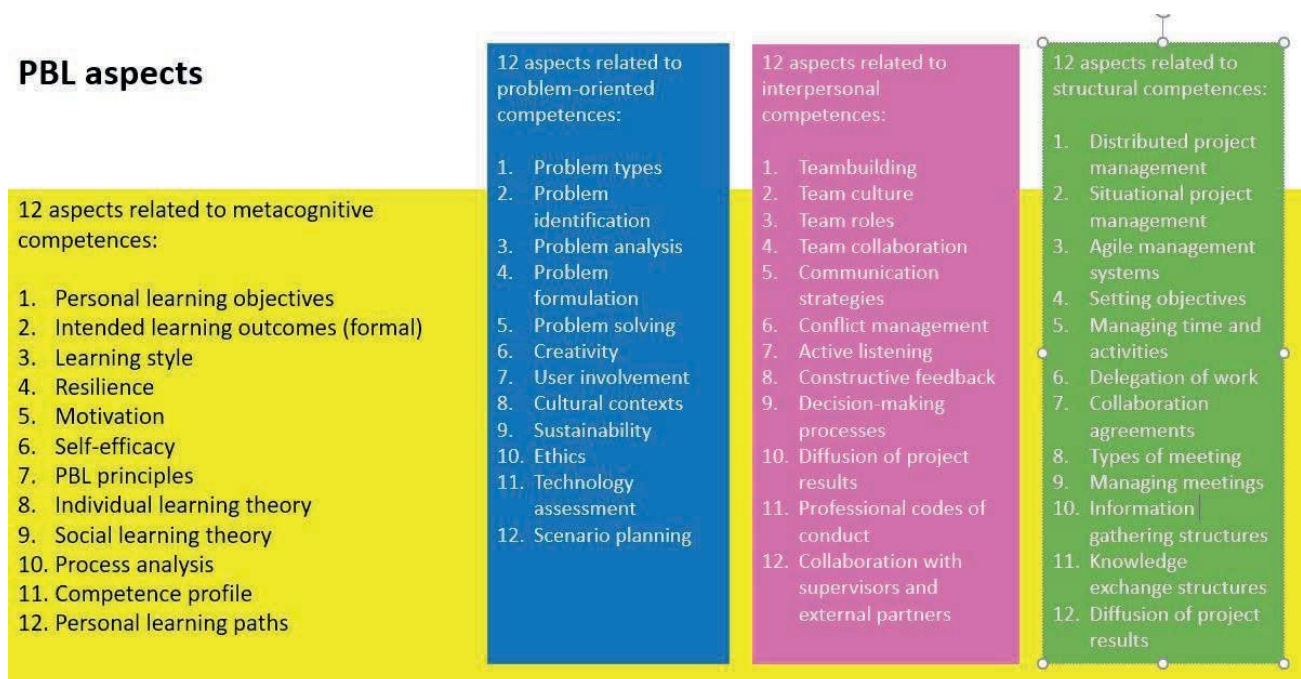 PBL aspects
12 aspects related to metacognitive
competences:
1. Personal learning objectives
2. Intended learning outcomes (formal)
3. Learning style
4. Resilience
5. Motivation
6. Self-efficacy
7. PBL principles
8. Individual learning theory
9. Social learning theory
10. Process analysis
11. Competence profile
12. Personal learning paths
12 aspects related to
problem-oriented
competences:
1. Problem types
2. Problem
identification
3. Problem analysis
4. Problem
formulation
5. Problem solving
6. Creativity
7. User involvement
8. Cultural contexts
9. Sustainability
10. Ethics
11. Technology
assessment
12. Scenario planning
12 aspects related to
interpersonal
competences:
1. Teambuilding
2. Team culture
3. Team roles
4. Team collaboration
5. Communication
strategies
6. Conflict management
7. Active listening
8. Constructive feedback
9. Decision-making
processes
10. Diffusion of project
results
11. Professional codes of
conduct
12. Collaboration with
supervisors and
external partners
12 aspects related to
structural competences:
1. Distributed project
management
2. Situational project
management
3. Agile management
systems
4. Setting objectives
5. Managing time and
activities
6. Delegation of work
7. Collaboration
agreements
8. Types of meeting
9. Managing meetings
10. Information
gathering structures
11. Knowledge
exchange structures
12. Diffusion of project
results